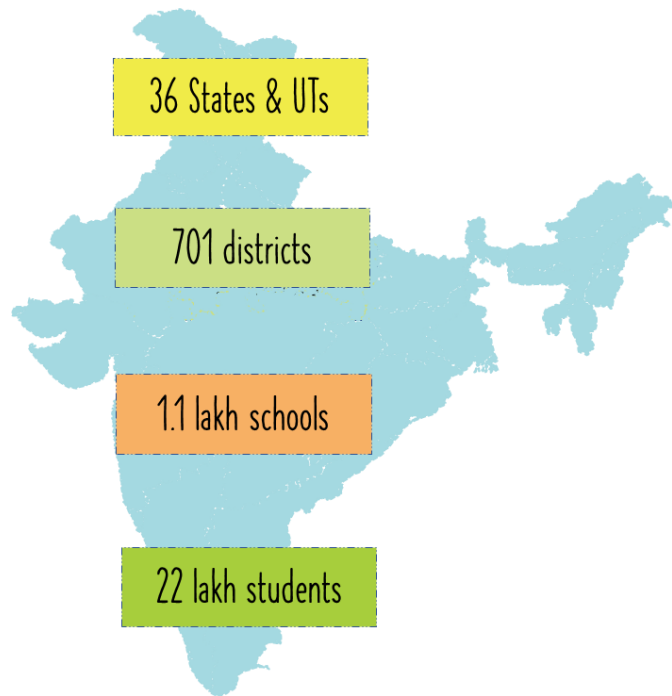 36 States & UTs
701 districts
1.1 lakh schools
22 lakh students